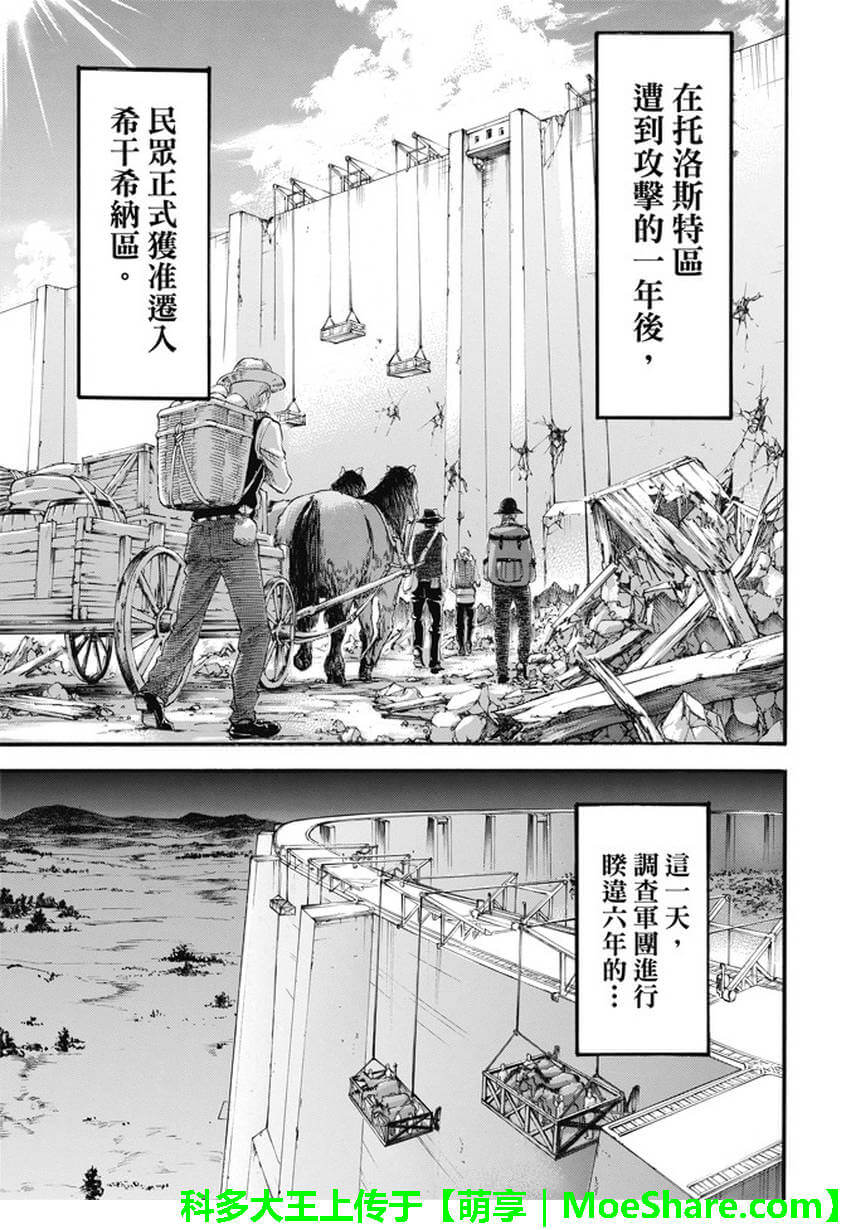 在托洛斯特區
遭到攻擊的一年後，
民眾正式獲准遷入
希干希納區。
這一天，
調查軍團進行
睽違六年的…
科多大王上传于【萌享｜MoeShare.com】